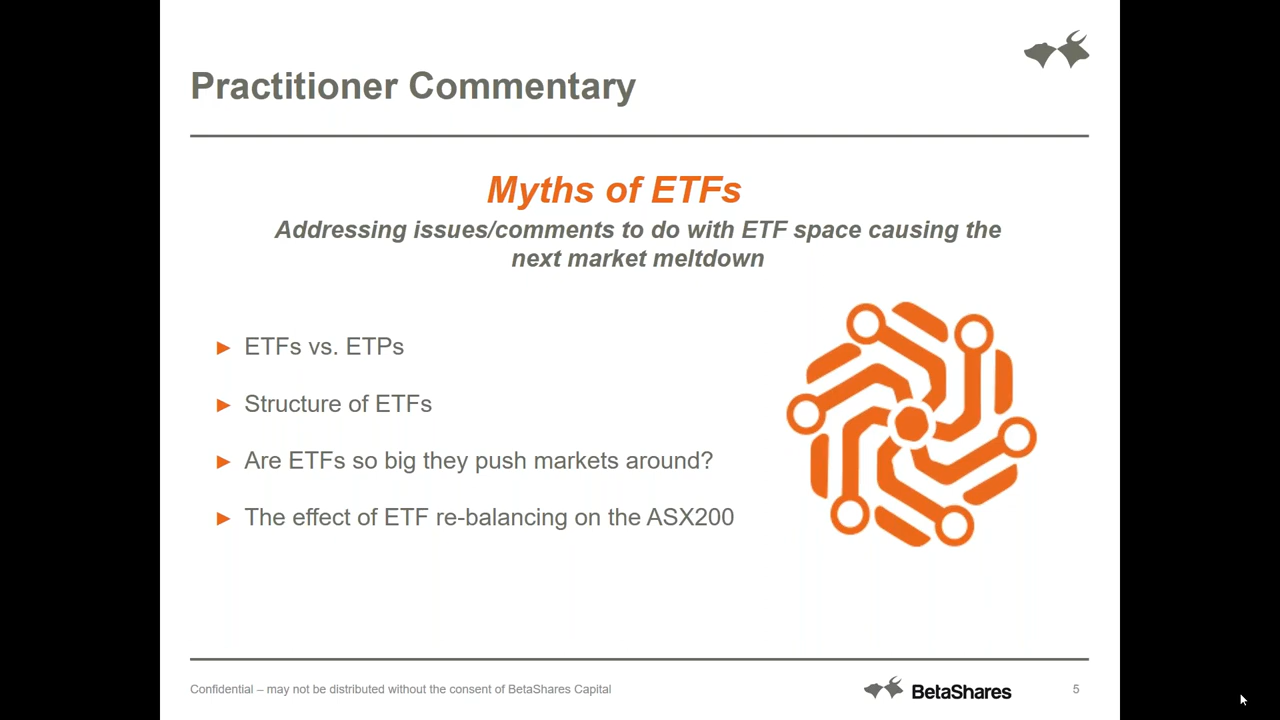 Practitioner Commentary
Myths of ETFs
Addressing issues/comments to do with ETF space causing the
next market meltdown
► ETFs vs. ETPs
► Structure of ETFs
► Are ETFs so big they push markets around?
► The effect of ETF re-balancing on the ASX200
Confidential – may not be distributed without the consent of BetaShares Capital
BetaShares
5